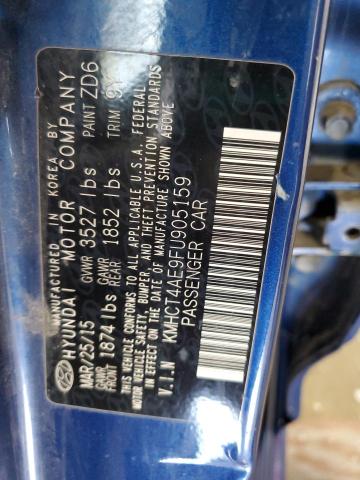 MANUFACTURED IN KOREA BY
HYUNDAI MOTOR COMPANY
MAR/25/15 GVWR 3527 lbs PAINT ZD6
GAWR FRONT 1874 lbs GAWR REAR 1852 lbs TRIM
THIS VEHICLE CONFORMS TO ALL APPLICABLE U.S.A. FEDERAL
MOTOR VEHICLE SAFETY, BUMPER, AND THEFT PREVENTION STANDARDS
IN EFFECT ON THE DATE OF MANUFACTURE SHOWN ABOVE
V.I.N KMHCT4AE9FU905159
PASSENGER CAR